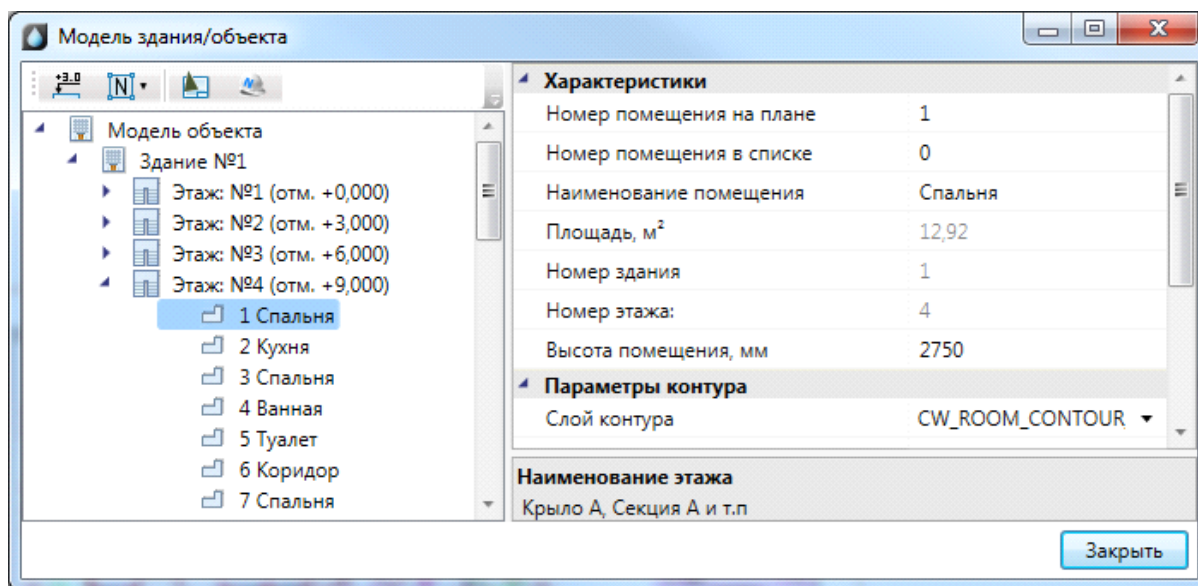 Модель здания/объекта
+3.0
N
Модель объекта
Здание №1
Этаж: №1 (отм. +0,000)
Этаж: №2 (отм. +3,000)
Этаж: №3 (отм. +6,000)
Этаж: №4 (отм. +9,000)
1 Спальня
2 Кухня
3 Спальня
4 Ванная
5 Туалет
6 Коридор
7 Спальня
Характеристики
Номер помещения на плане 1
Номер помещения в списке 0
Наименование помещения Спальня
Площадь, м² 12,92
Номер здания 1
Номер этажа: 4
Высота помещения, мм 2750
Параметры контура
Слой контура CW_ROOM_CONTOUR
Наименование этажа
Крыло А, Секция А и т.п
Закрыть